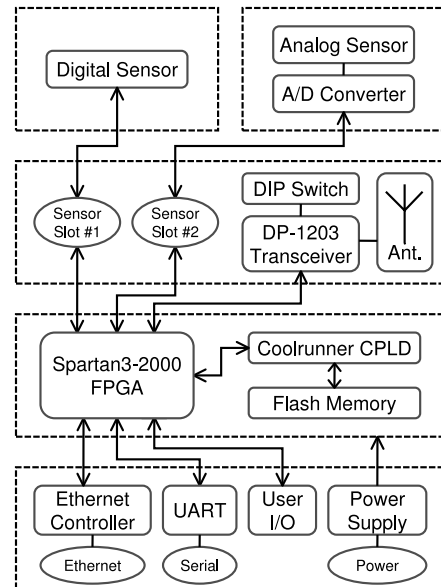 Digital Sensor
Analog Sensor
A/D Converter
Sensor
Slot #1
Sensor
Slot #2
DIP Switch
DP-1203
Transceiver
Ant.
Spartan3-2000
FPGA
Coolrunner CPLD
Flash Memory
Ethernet
Controller
UART
User
I/O
Power
Supply
Ethernet
Serial
Power